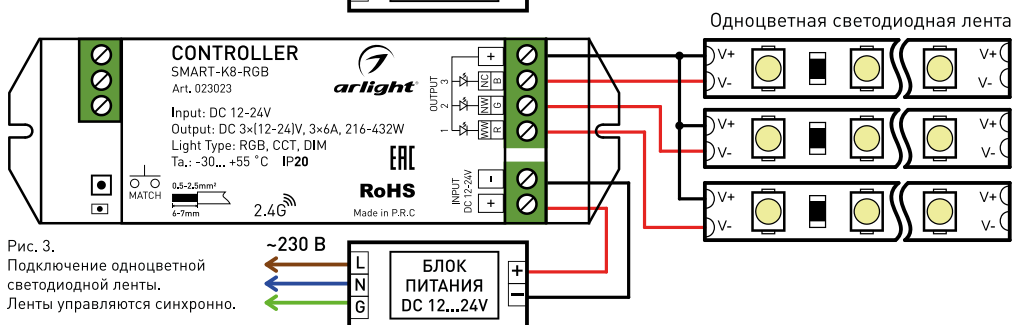 Одноцветная светодиодная лента
CONTROLLER
SMART-K8-RGB
Art. 023023
arlight
Input: DC 12-24V
Output: DC 3×(12-24)V, 3×6A, 216-432W
Light Type: RGB, CCT, DIM
Ta.: -30... +55 °C IP20
MATCH
0.5-2.5mm²
6-7mm
2.4G
EAC
RoHS
Made in P.R.C
OUTPUT
+
3 NC B
2 NW G
1 WW R
INPUT
DC 12-24V
-
+
V+ V+
V- V-
V+ V+
V- V-
V+ V+
V- V-
Рис. 3.
Подключение одноцветной
светодиодной ленты.
Ленты управляются синхронно.
~230 В
L
N
G
БЛОК
ПИТАНИЯ
DC 12...24V
+
−